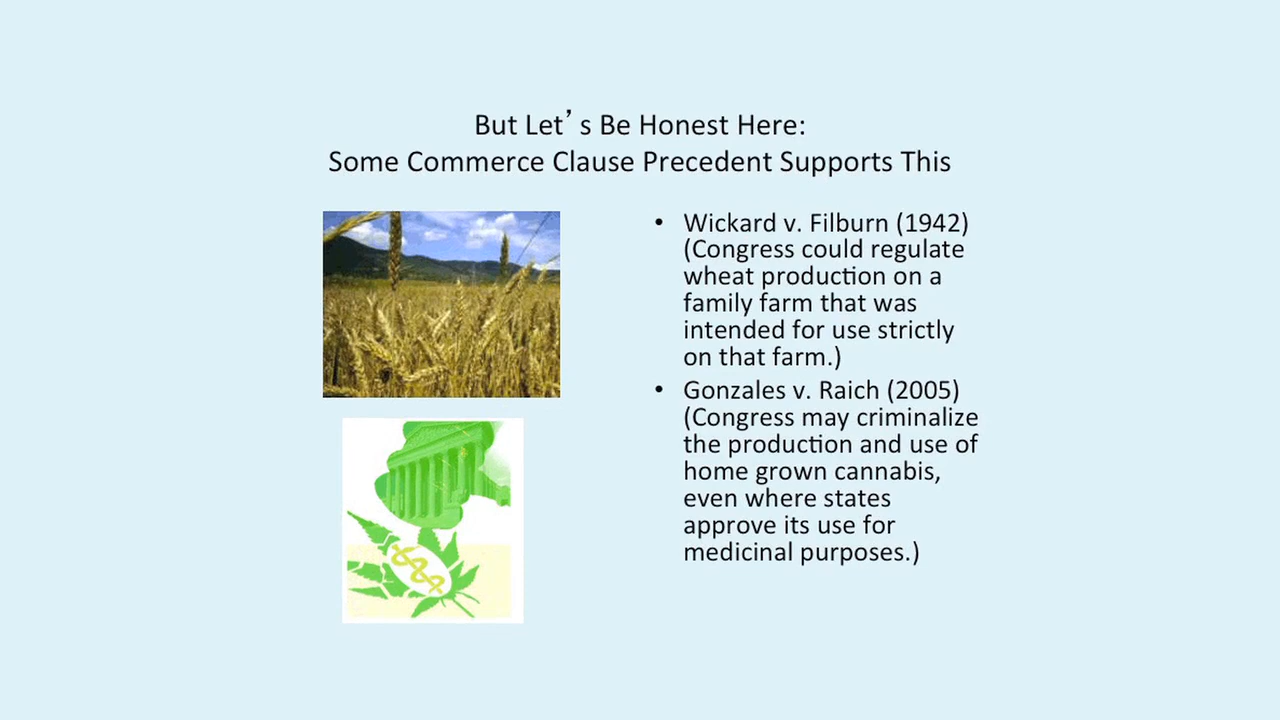 But Let’s Be Honest Here:
Some Commerce Clause Precedent Supports This
• Wickard v. Filburn (1942)
(Congress could regulate
wheat production on a
family farm that was
intended for use strictly
on that farm.)
• Gonzales v. Raich (2005)
(Congress may criminalize
the production and use of
home grown cannabis,
even where states
approve its use for
medicinal purposes.)